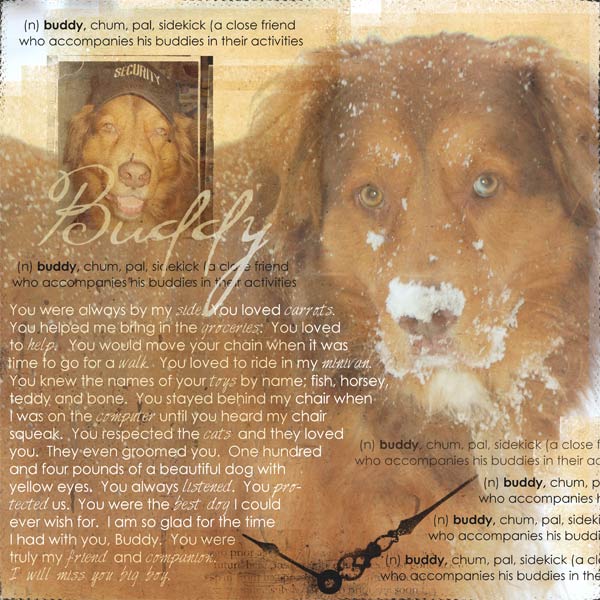 (n) buddy, chum, pal, sidekick (a close friend
who accompanies his buddies in their activities
SECURITY
Buddy
(n) buddy, chum, pal, sidekick (a close friend
who accompanies his buddies in their activities
You were always by my side. You loved carrots.
You helped me bring in the groceries. You loved
to help. You would move your chain when it was
time to go for a walk. You loved to ride in my minivan.
You knew the names of your toys by name; fish, horsey,
teddy and bone. You stayed behind my chair when
I was on the computer until you heard my chair
squeak. You respected the cats and they loved
you. They even groomed you. One hundred
and four pounds of a beautiful dog with
yellow eyes. You always listened. You pro-
tected us. You were the best dog I could
ever wish for. I am so glad for the time
I had with you, Buddy. You were
truly my friend and companion.
I will miss you big boy.
(n) buddy, chum, pal, sidekick (a close f
who accompanies his buddies in their ac
(n) buddy, chum, p
who accompanies h
(n) buddy, chum, pal, sideki
who accompanies his buddies
(n) buddy, chum, pal, sidekick (a clo
who accompanies his buddies in the